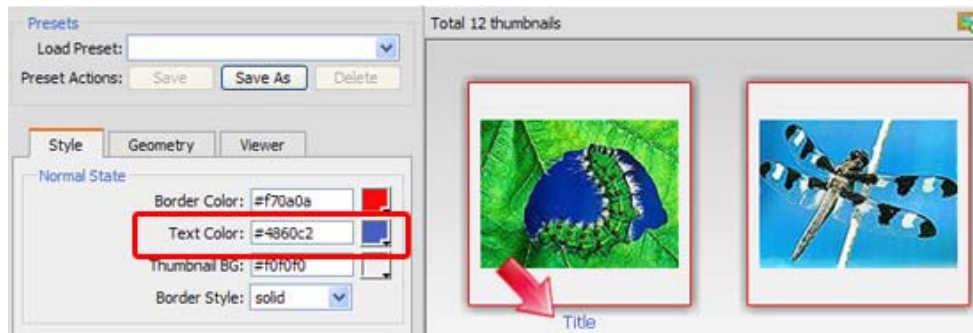 Presets
Load Preset:
Preset Actions: Save Save As Delete
Style Geometry Viewer
Normal State
Border Color: #f70a0a
Text Color: #4860c2
Thumbnail BG: #f0f0f0
Border Style: solid
Total 12 thumbnails
Title